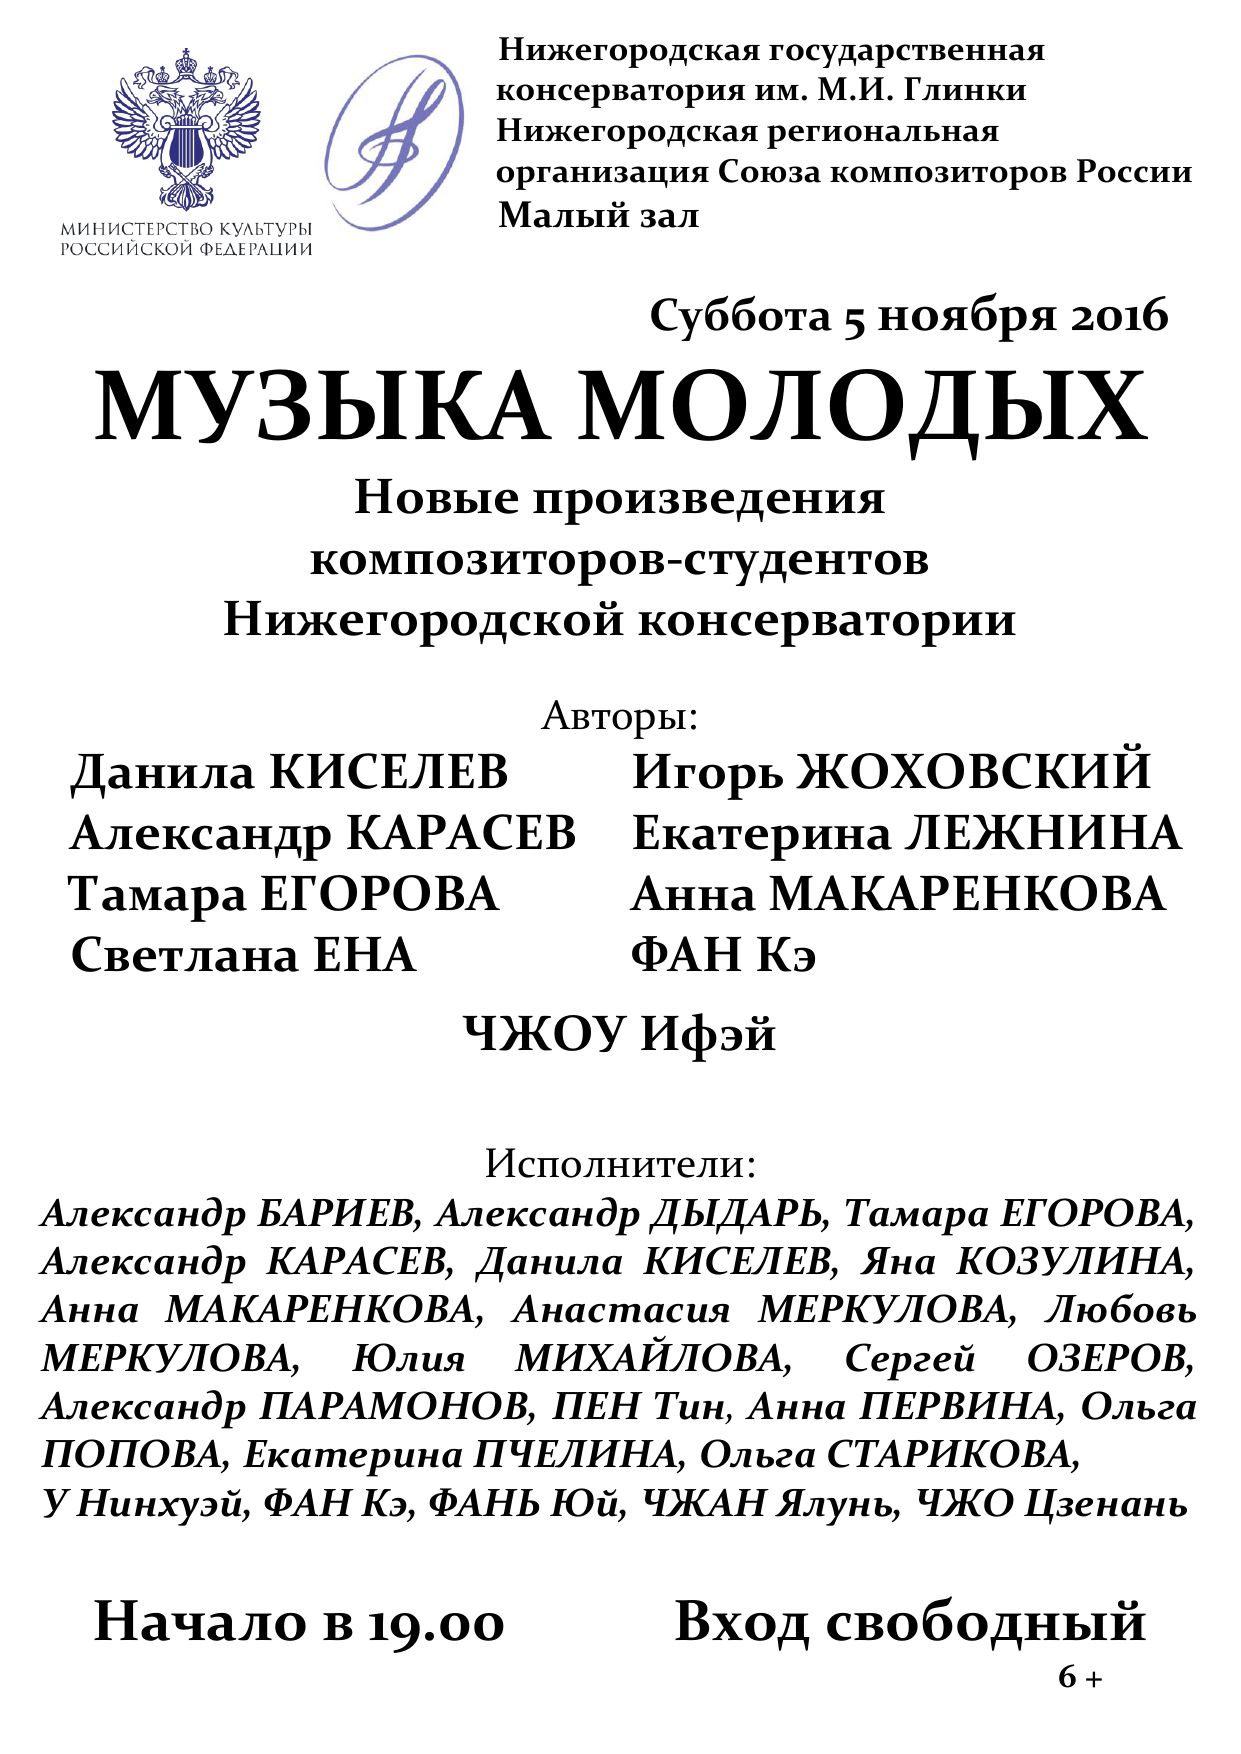 МИНИСТЕРСТВО КУЛЬТУРЫ
РОССИЙСКОЙ ФЕДЕРАЦИИ
Нижегородская государственная
консерватория им. М.И. Глинки
Нижегородская региональная
организация Союза композиторов России
Малый зал
Суббота 5 ноября 2016
МУЗЫКА МОЛОДЫХ
Новые произведения
композиторов-студентов
Нижегородской консерватории
Авторы:
Данила КИСЕЛЕВ Игорь ЖОХОВСКИЙ
Александр КАРАСЕВ Екатерина ЛЕЖНИНА
Тамара ЕГОРОВА Анна МАКАРЕНКОВА
Светлана ЕНА ФАН Кэ
ЧЖОУ Ифэй
Исполнители:
Александр БАРИЕВ, Александр ДЫДАРЬ, Тамара ЕГОРОВА,
Александр КАРАСЕВ, Данила КИСЕЛЕВ, Яна КОЗУЛИНА,
Анна МАКАРЕНКОВА, Анастасия МЕРКУЛОВА, Любовь
МЕРКУЛОВА, Юлия МИХАЙЛОВА, Сергей ОЗЕРОВ,
Александр ПАРАМОНОВ, ПЕН Тин, Анна ПЕРВИНА, Ольга
ПОПОВА, Екатерина ПЧЕЛИНА, Ольга СТАРИКОВА,
У Нинхуэй, ФАН Кэ, ФАНЬ Юй, ЧЖАН Ялунь, ЧЖО Цзенань
Начало в 19.00 Вход свободный
6 +